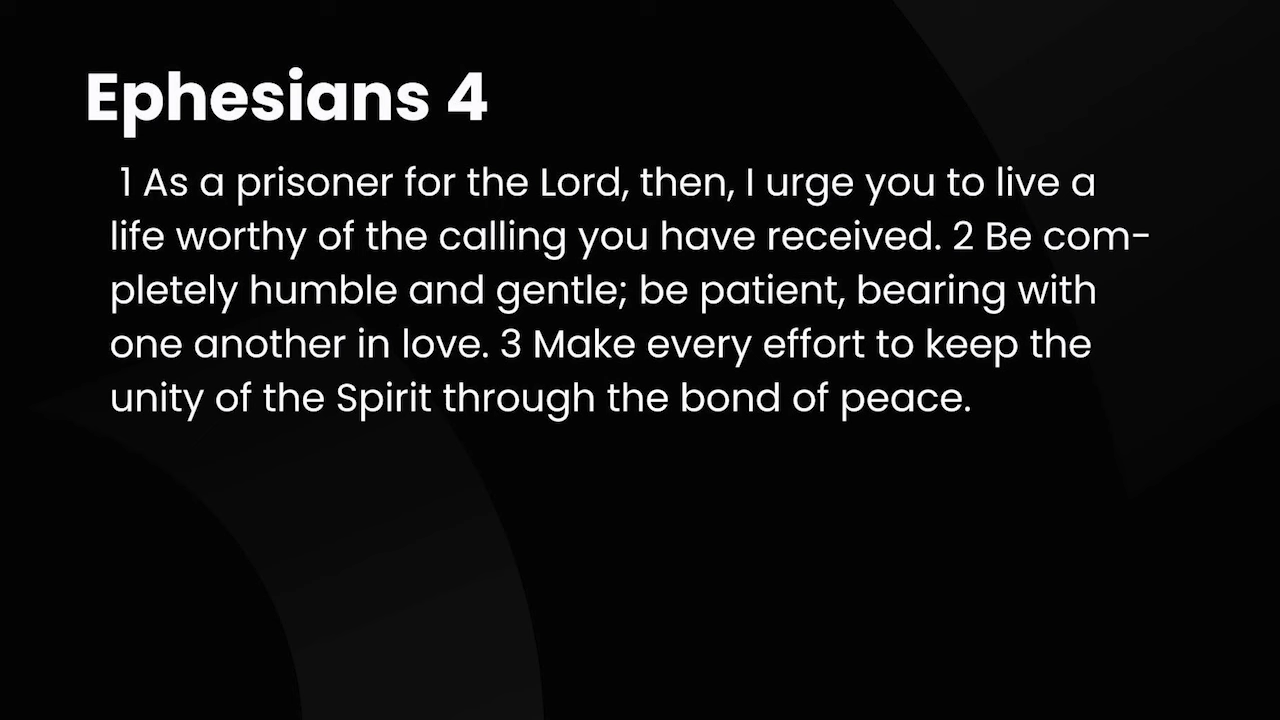 Ephesians 4
1 As a prisoner for the Lord, then, I urge you to live a
life worthy of the calling you have received. 2 Be com-
pletely humble and gentle; be patient, bearing with
one another in love. 3 Make every effort to keep the
unity of the Spirit through the bond of peace.